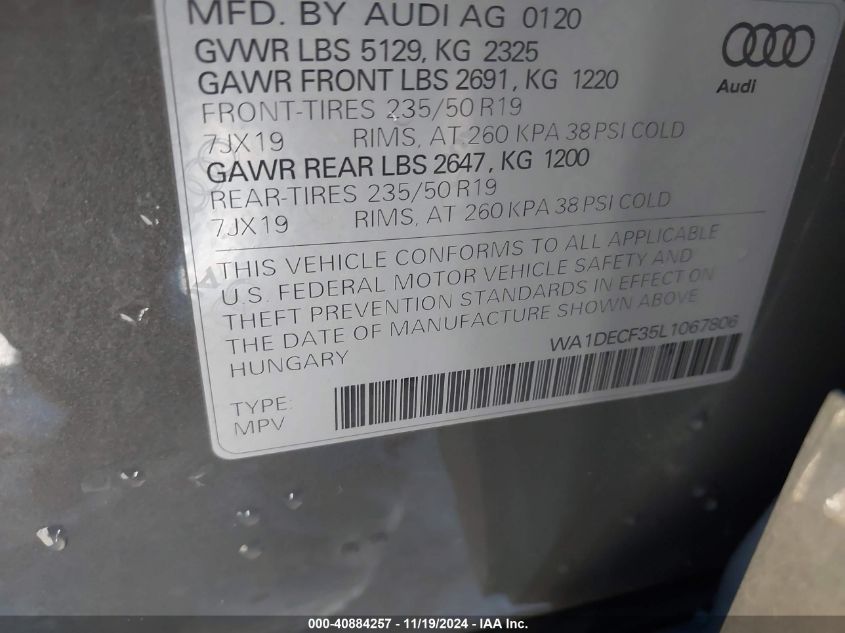 MFD. BY AUDI AG 0120
GVWR LBS 5129, KG 2325
GAWR FRONT LBS 2691, KG 1220
FRONT-TIRES 235/50 R19
7JX19 RIMS, AT 260 KPA 38 PSI COLD
GAWR REAR LBS 2647, KG 1200
REAR-TIRES 235/50 R19
7JX19 RIMS, AT 260 KPA 38 PSI COLD
Audi
THIS VEHICLE CONFORMS TO ALL APPLICABLE
U.S. FEDERAL MOTOR VEHICLE SAFETY AND
THEFT PREVENTION STANDARDS IN EFFECT ON
THE DATE OF MANUFACTURE SHOWN ABOVE
HUNGARY
WA1DECF35L1067806
TYPE:
MPV
000-40884257 - 11/19/2024 - IAA Inc.